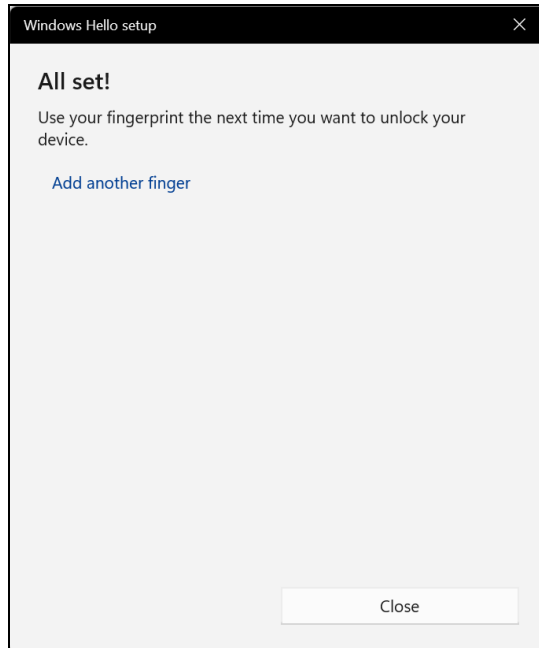 Windows Hello setup
All set!
Use your fingerprint the next time you want to unlock your
device.
Add another finger
Close